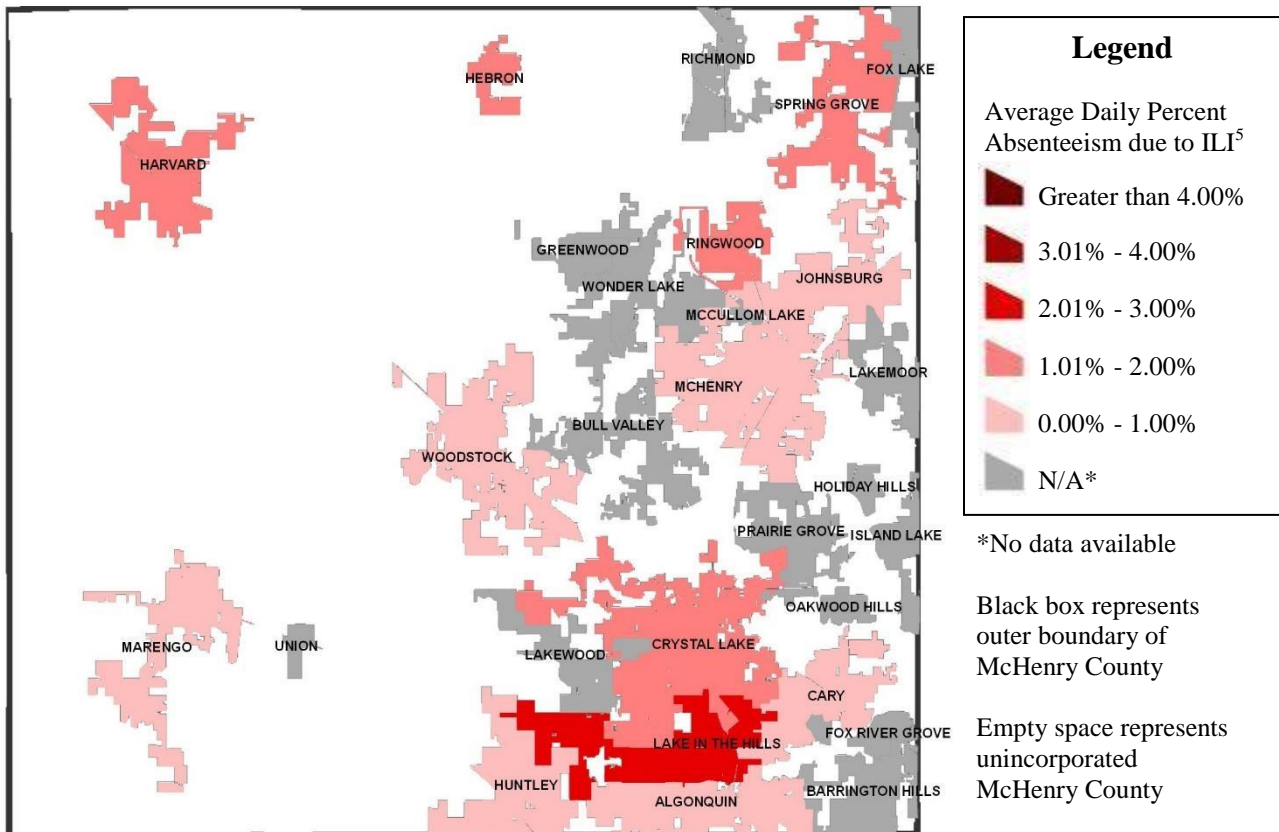 RICHMOND
HEBRON
FOX LAKE
SPRING GROVE
HARVARD
GREENWOOD
RINGWOOD
WONDER LAKE
JOHNSBURG
MCCULLOM LAKE
LAKEMOOR
MCHENRY
BULL VALLEY
WOODSTOCK
HOLIDAY HILLS
PRAIRIE GROVE
ISLAND LAKE
OAKWOOD HILLS
MARENGO
UNION
LAKEWOOD
CRYSTAL LAKE
CARY
FOX RIVER GROVE
LAKE IN THE HILLS
HUNTLEY
ALGONQUIN
BARRINGTON HILLS
Legend
Average Daily Percent
Absenteeism due to ILI⁵
Greater than 4.00%
3.01% - 4.00%
2.01% - 3.00%
1.01% - 2.00%
0.00% - 1.00%
N/A*
*No data available
Black box represents
outer boundary of
McHenry County
Empty space represents
unincorporated
McHenry County